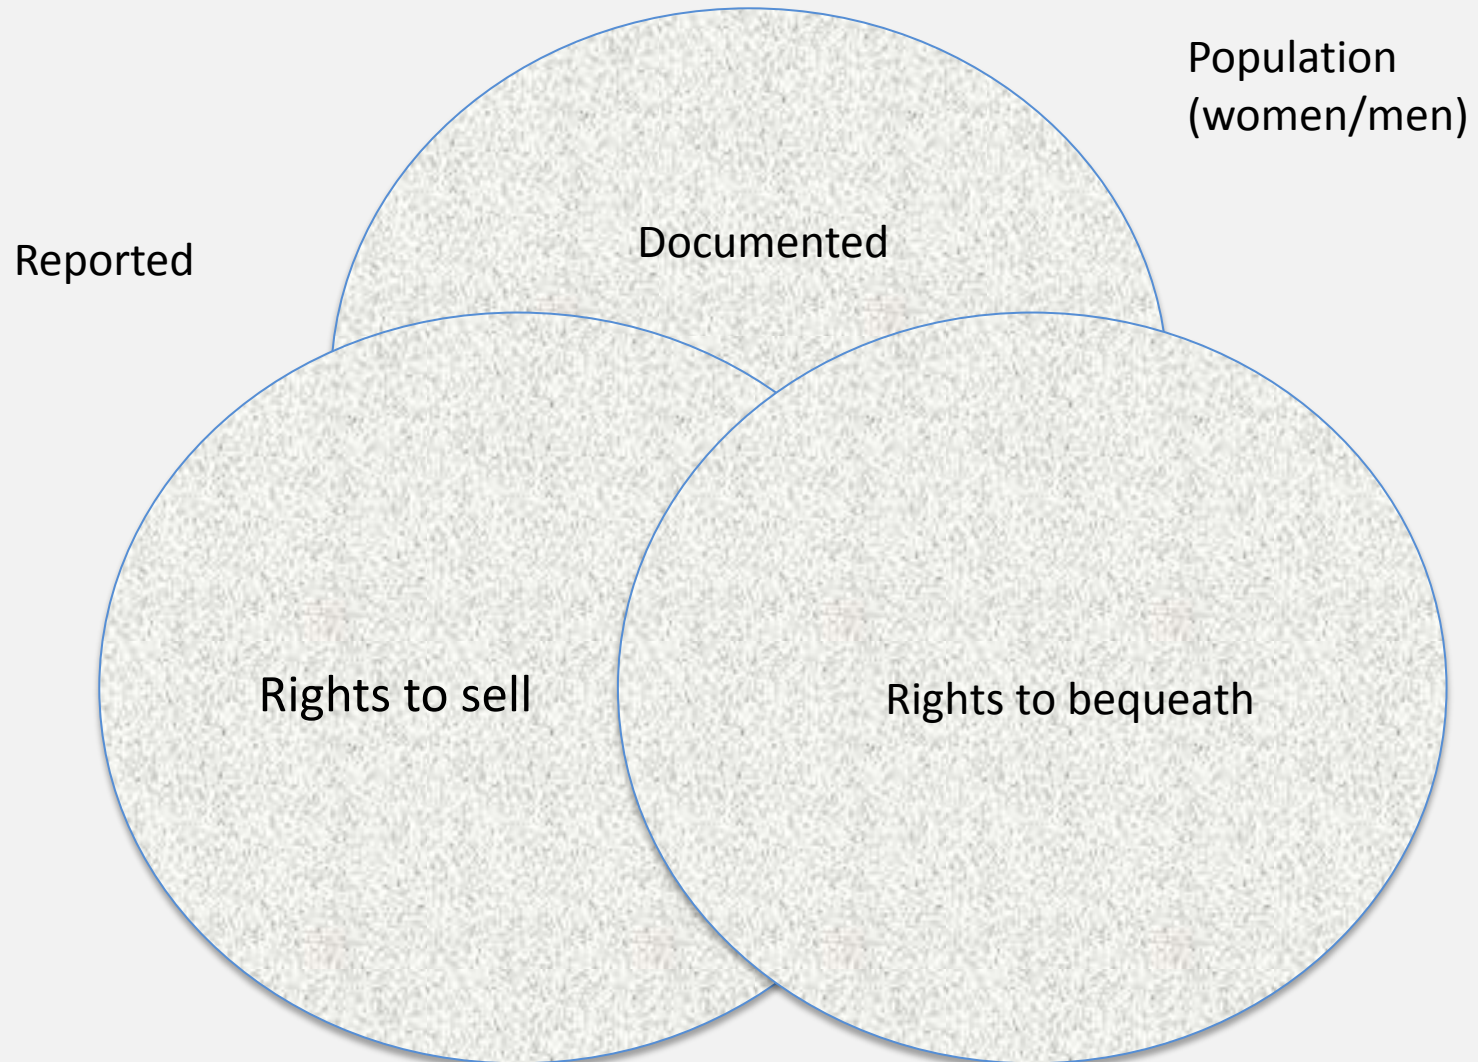 Population
(women/men)
Reported
Documented
Rights to sell
Rights to bequeath